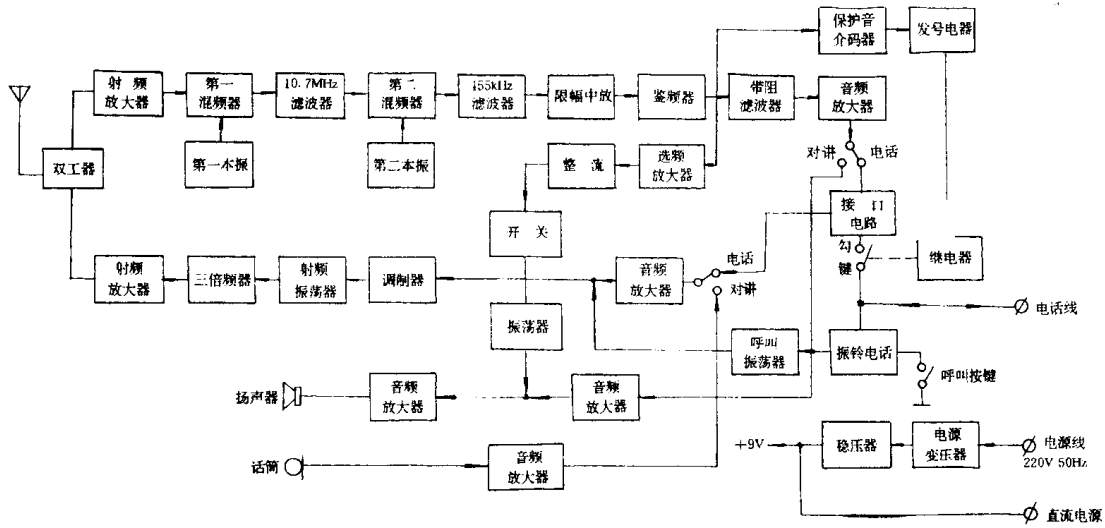 保护音
介码器
发号电器
射频
放大器
第一
混频器
10.7MHz
滤波器
第二
混频器
455kHz
滤波器
限幅中放
鉴频器
带阻
滤波器
音频
放大器
双工器
第一本振
第二本振
整流
选频
放大器
对讲
电话
接口
电路
开关
勾
键
继电器
射频
放大器
三倍频器
射频
振荡器
调制器
音频
放大器
电话
对讲
电话线
振荡器
呼叫
振荡器
振铃电话
呼叫按键
扬声器
音频
放大器
音频
放大器
+9V
稳压器
电源
变压器
电源线
220V 50Hz
话筒
音频
放大器
直流电源